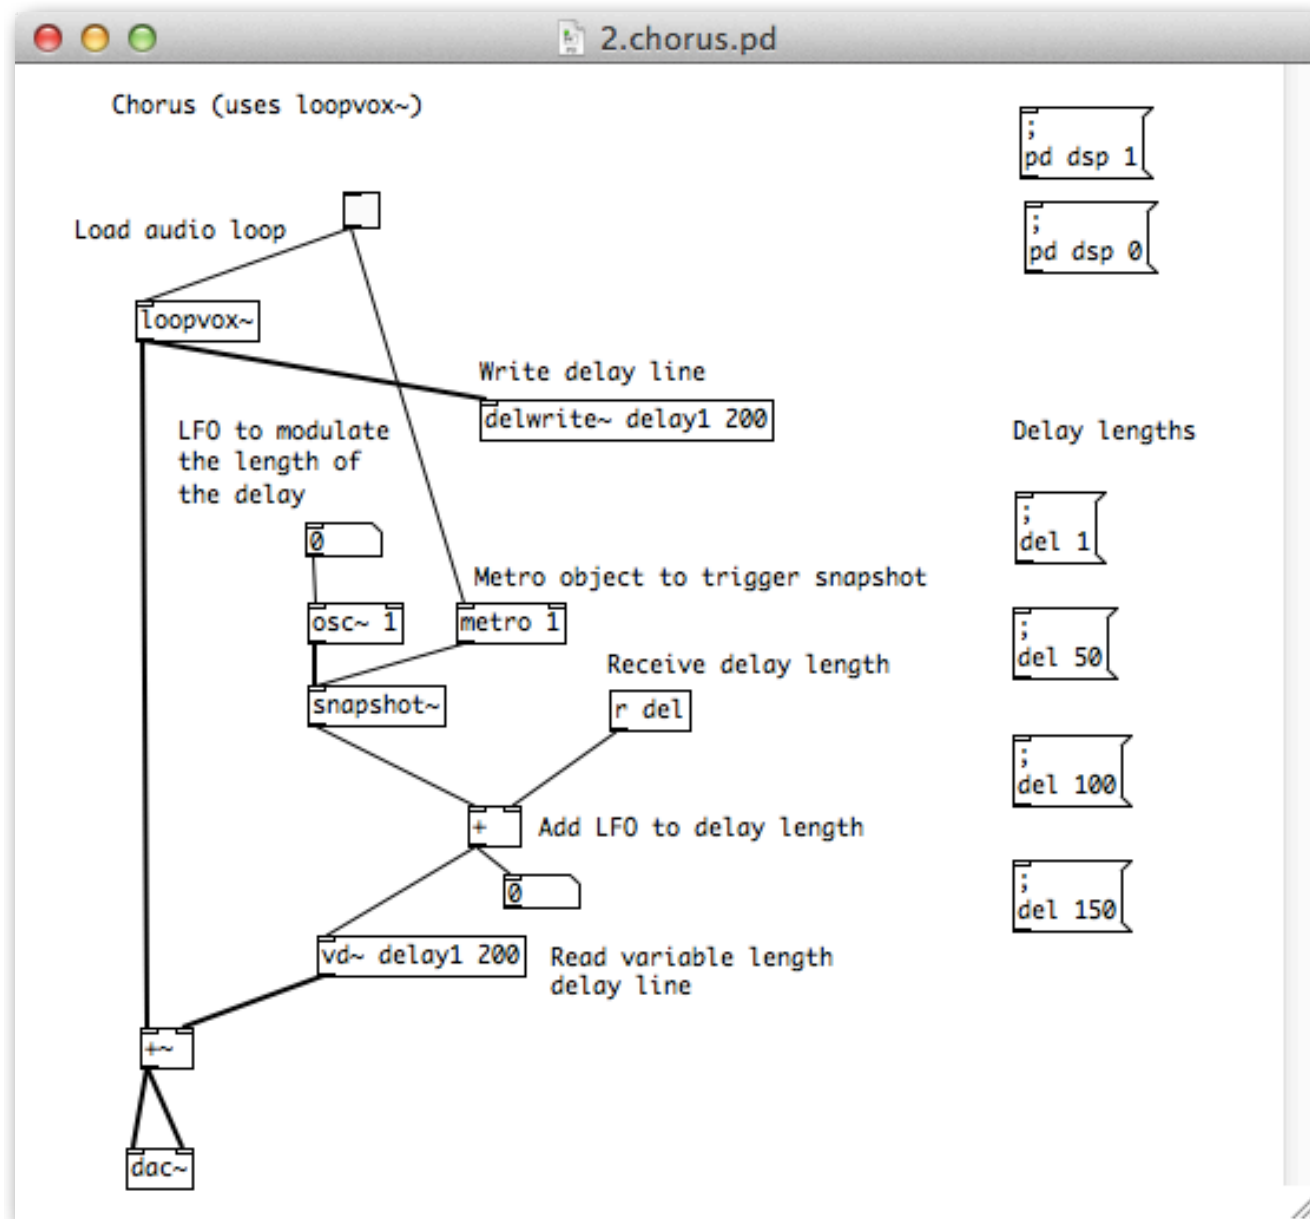 2.chorus.pd
Chorus (uses loopvox~)
;
pd dsp 1
;
pd dsp 0
Load audio loop
loopvox~
Write delay line
delwrite~ delay1 200
LFO to modulate
the length of
the delay
Delay lengths
0
;
del 1
Metro object to trigger snapshot
osc~ 1
metro 1
;
del 50
Receive delay length
snapshot~
r del
;
del 100
+
Add LFO to delay length
0
;
del 150
vd~ delay1 200
Read variable length
delay line
+~
dac~